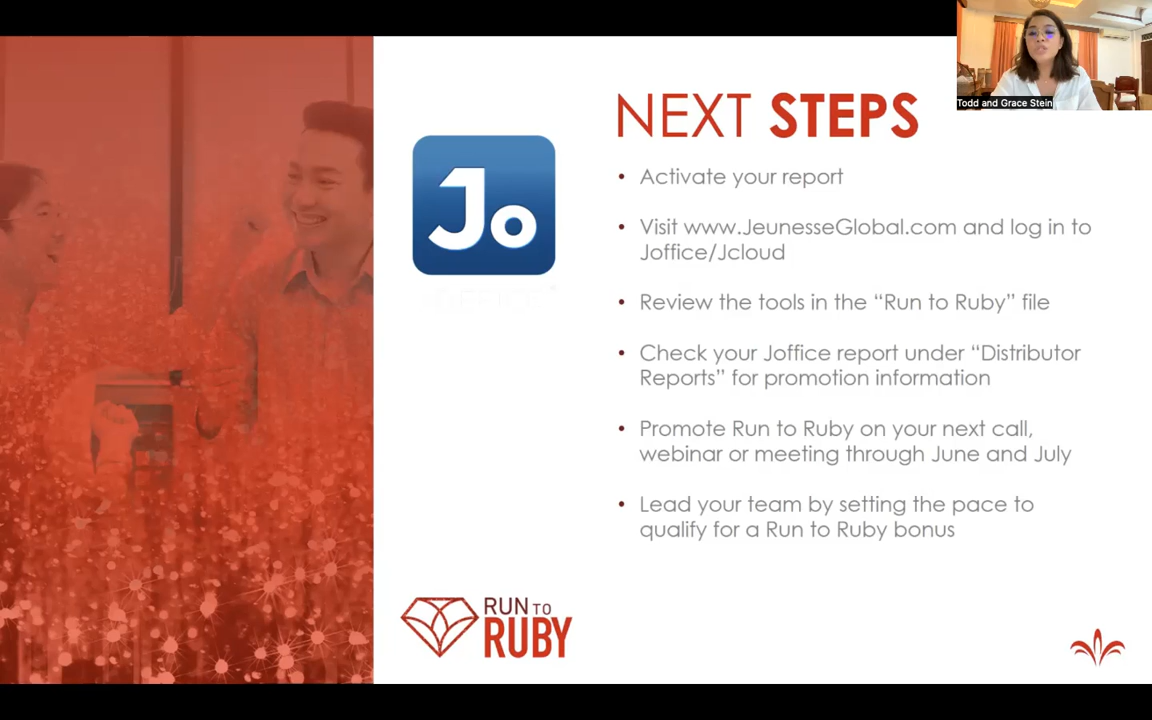 Todd and Grace Stein
NEXT STEPS
Jo
• Activate your report
• Visit www.JeunesseGlobal.com and log in to
Joffice/Jcloud
• Review the tools in the “Run to Ruby” file
• Check your Joffice report under “Distributor
Reports” for promotion information
• Promote Run to Ruby on your next call,
webinar or meeting through June and July
• Lead your team by setting the pace to
qualify for a Run to Ruby bonus
RUN TO
RUBY